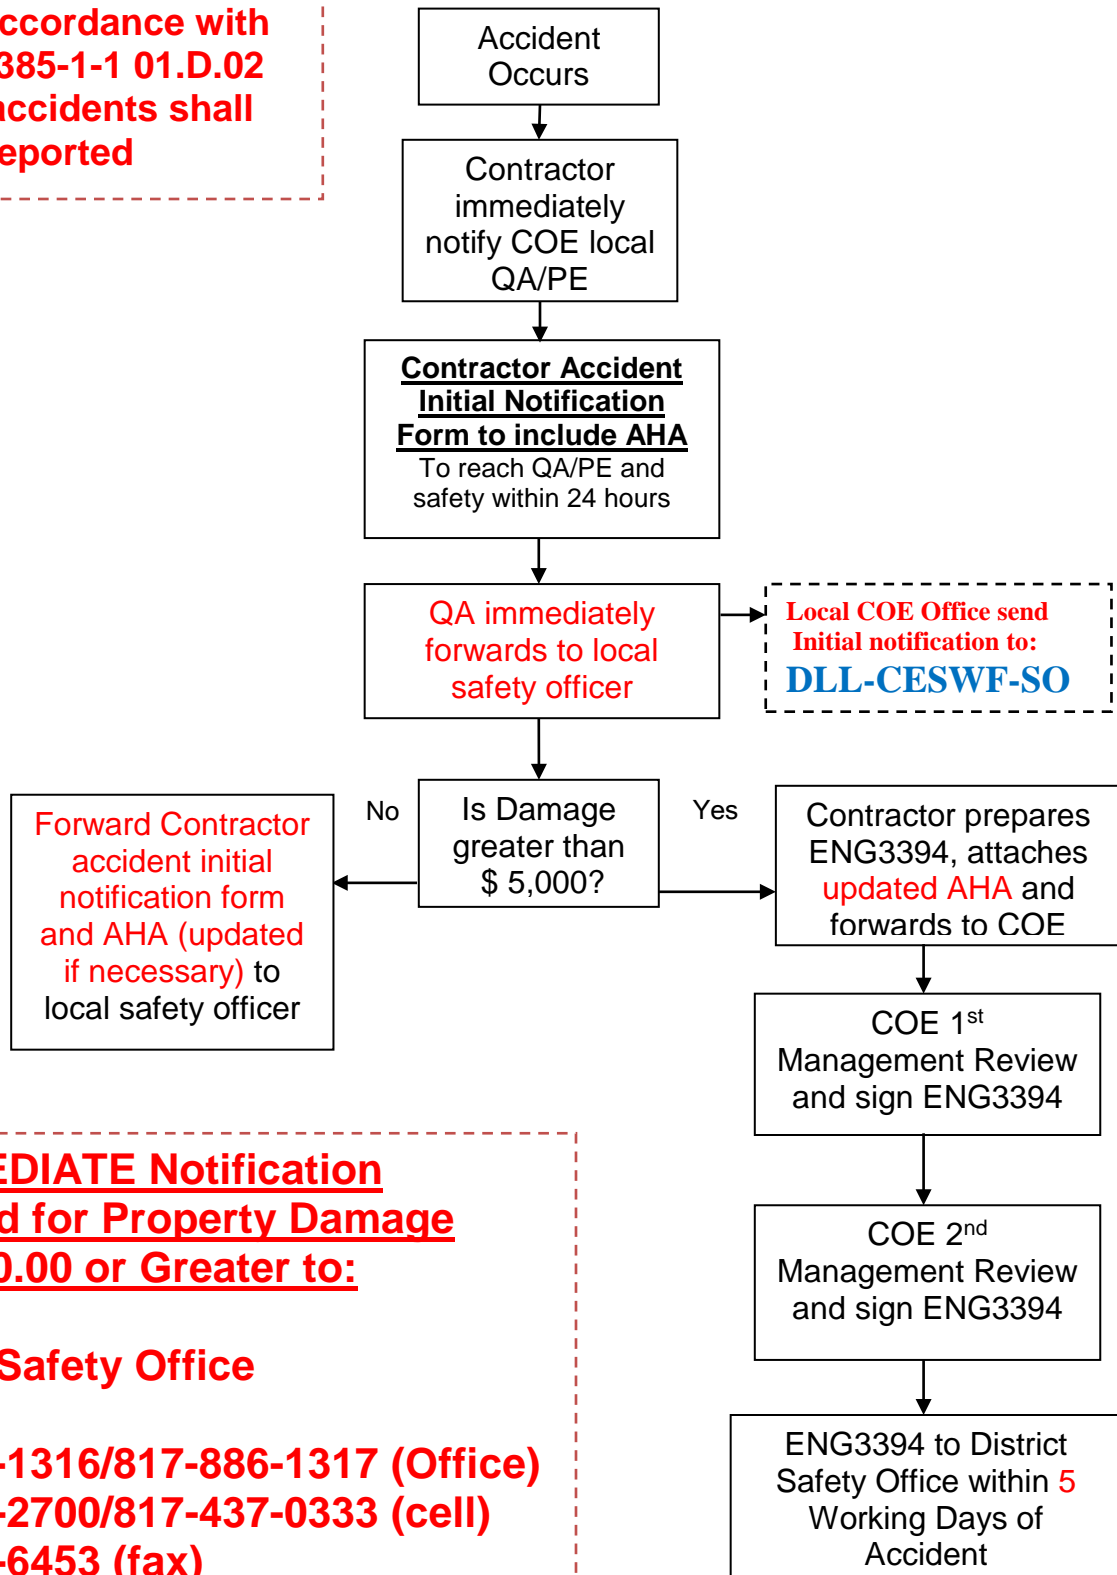 ccordance with
385-1-1 01.D.02
accidents shall
eported
Accident
Occurs
Contractor
immediately
notify COE local
QA/PE
Contractor Accident
Initial Notification
Form to include AHA
To reach QA/PE and
safety within 24 hours
QA immediately
forwards to local
safety officer
Local COE Office send
Initial notification to:
DLL-CESWF-SO
Is Damage
greater than
$ 5,000?
No
Yes
Forward Contractor
accident initial
notification form
and AHA (updated
if necessary) to
local safety officer
Contractor prepares
ENG3394, attaches
updated AHA and
forwards to COE
COE 1st
Management Review
and sign ENG3394
COE 2nd
Management Review
and sign ENG3394
ENG3394 to District
Safety Office within 5
Working Days of
Accident
EDIATE Notification
d for Property Damage
0.00 or Greater to:
Safety Office
-1316/817-886-1317 (Office)
-2700/817-437-0333 (cell)
-6453 (fax)